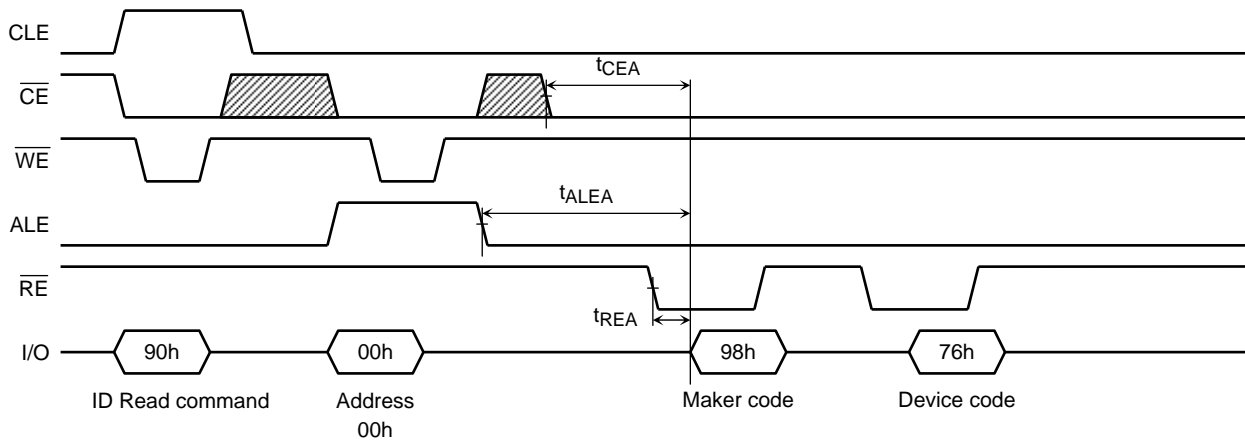 CLE
CE
tCEA
WE
tALEA
ALE
RE
tREA
I/O 90h 00h 98h 76h
ID Read command Address Maker code Device code
00h